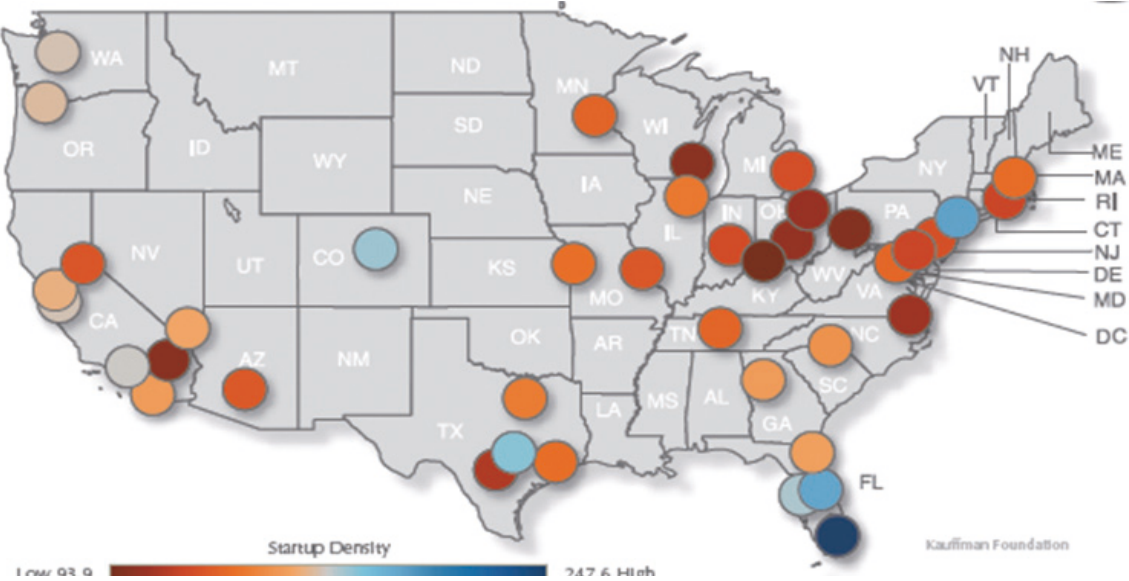 NH
WA
MT
ND
MN
VT
OR
ID
SD
WI
MI
NY
ME
WY
MA
NE
IA
IN
OH
PA
RI
NV
UT
CO
KS
IL
CT
NJ
WV
DE
CA
MO
KY
VA
MD
AZ
NM
OK
AR
TN
NC
DC
SC
TX
LA
MS
AL
GA
FL
Kauffman Foundation
Startup Density
Low 93.9
247.6 High